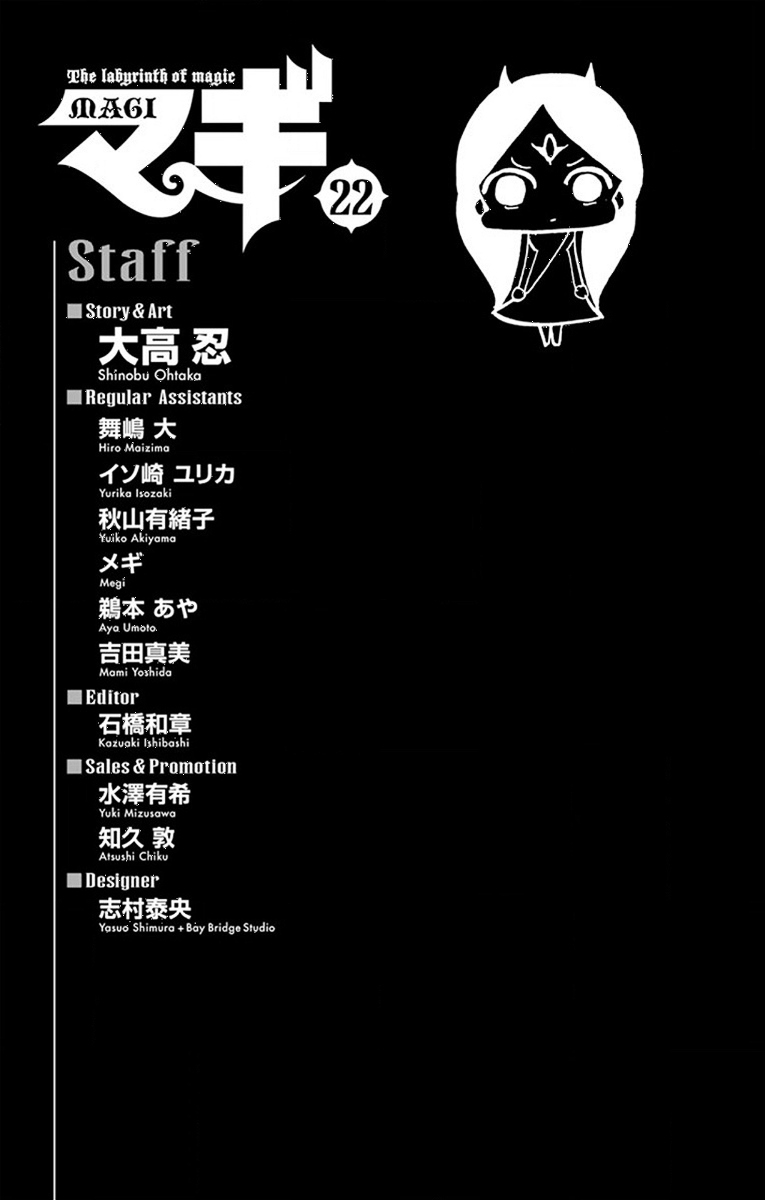 The labyrinth of magic
MAGI
マギ
22
Staff
Story & Art
大高 忍
Shinobu Ohtaka
Regular Assistants
舞嶋 大
Hiro Maizima
イソ崎 ユリカ
Yurika Isozaki
秋山有緒子
Yuiko Akiyama
メギ
Megi
鵜本 あや
Aya Umoto
吉田真美
Mami Yoshida
Editor
石橋和章
Kazuaki Ishibashi
Sales & Promotion
水澤有希
Yuki Mizusawa
知久 敦
Atsushi Chiku
Designer
志村泰央
Yasuo Shimura + Bay Bridge Studio